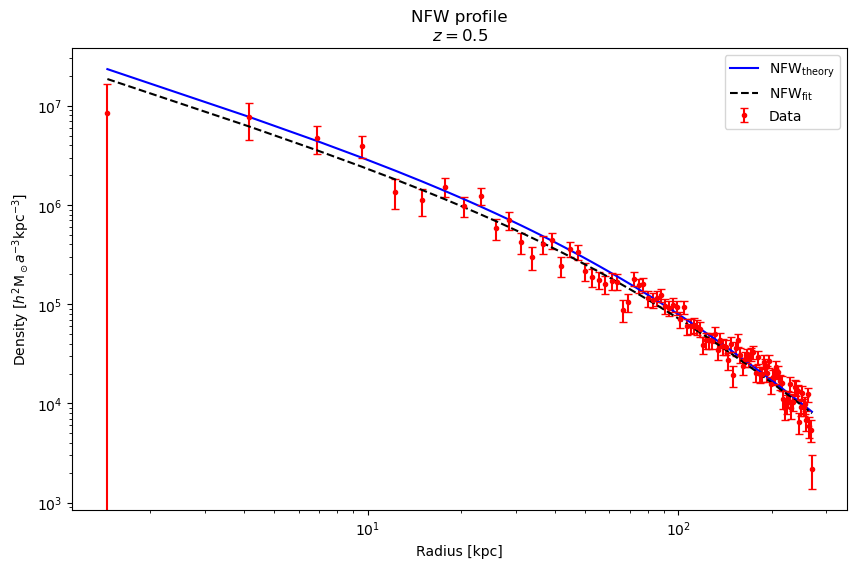 NFW profile
$z = 0.5$
NFW_theory
NFW_fit
Data
10^7
10^6
10^5
10^4
10^3
Density [$h^2 M_⊙ a^{-3} kpc^{-3}$]
10^1
10^2
Radius [kpc]